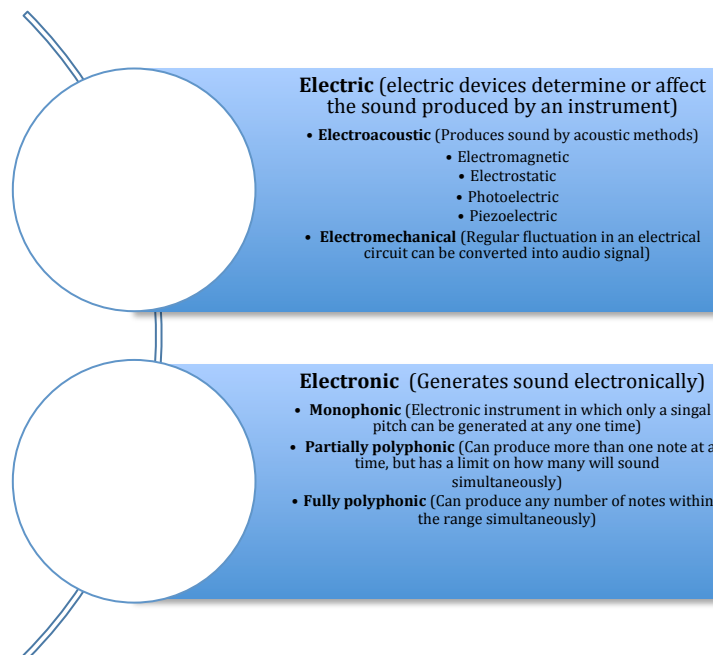 Electric (electric devices determine or affect
the sound produced by an instrument)
• Electroacoustic (Produces sound by acoustic methods)
• Electromagnetic
• Electrostatic
• Photoelectric
• Piezoelectric
• Electromechanical (Regular fluctuation in an electrical
circuit can be converted into audio signal)
Electronic (Generates sound electronically)
• Monophonic (Electronic instrument in which only a singal
pitch can be generated at any one time)
• Partially polyphonic (Can produce more than one note at a
time, but has a limit on how many will sound
simultaneously)
• Fully polyphonic (Can produce any number of notes within
the range simultaneously)